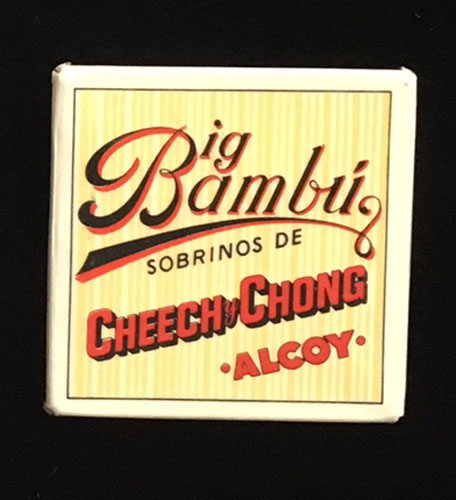 Big
Bambú
SOBRINOS DE
CHEECH y CHONG
·ALCOY·